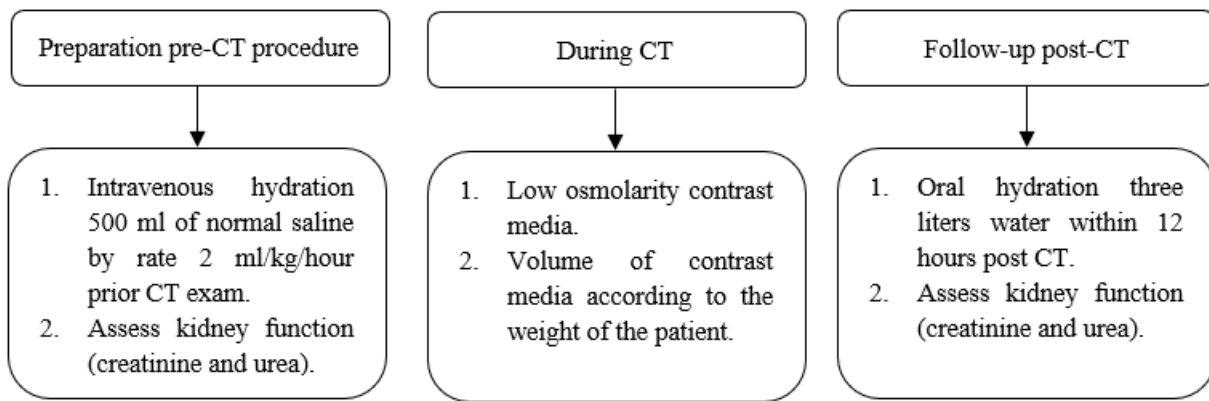 Preparation pre-CT procedure
1. Intravenous hydration
500 ml of normal saline
by rate 2 ml/kg/hour
prior CT exam.
2. Assess kidney function
(creatinine and urea).
During CT
1. Low osmolarity contrast
media.
2. Volume of contrast
media according to the
weight of the patient.
Follow-up post-CT
1. Oral hydration three
liters water within 12
hours post CT.
2. Assess kidney function
(creatinine and urea).